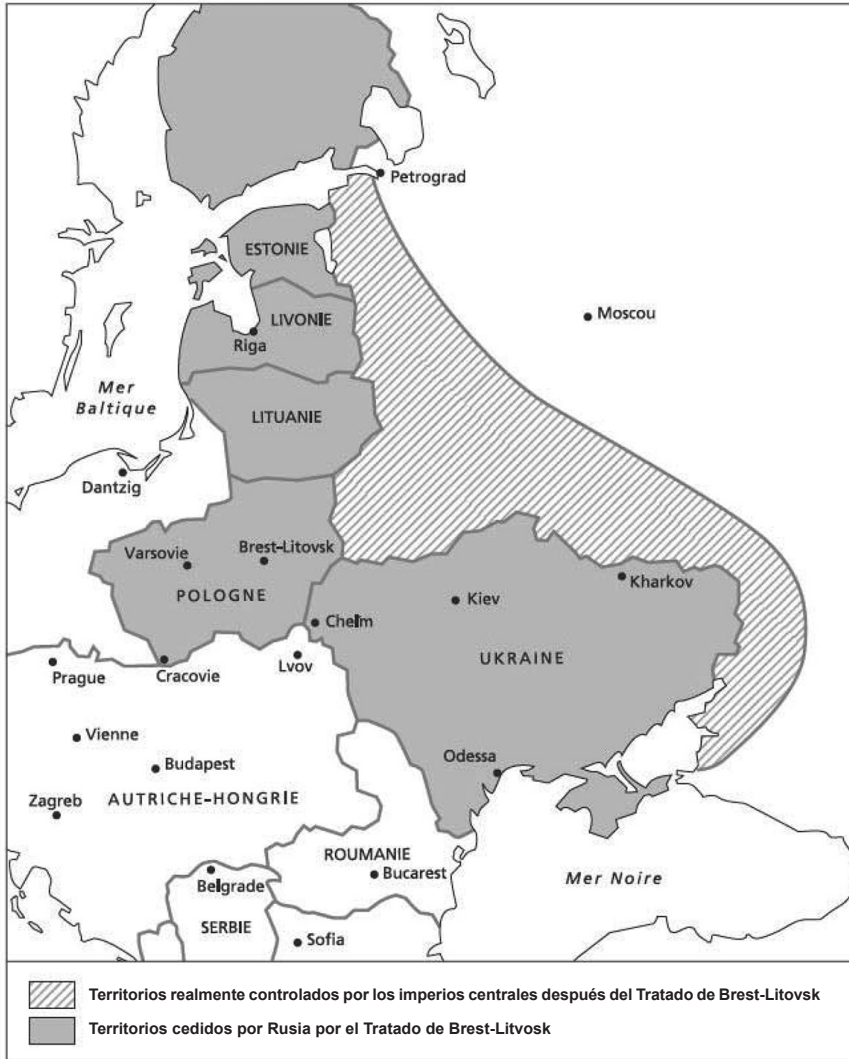 Petrograd
ESTONIE
Moscou
LIVONIE
Riga
Mer
Baltique
LITUANIE
Dantzig
Varsovie
Brest-Litovsk
Kharkov
POLOGNE
Kiev
Chełm
UKRAINE
Prague
Cracovie
Lvov
Vienne
Odessa
Budapest
AUTRICHE-HONGRIE
Zagreb
ROUMANIE
Bucarest
Mer Noire
Belgrade
SERBIE
Sofia
Territorios realmente controlados por los imperios centrales después del Tratado de Brest-Litovsk
Territorios cedidos por Rusia por el Tratado de Brest-Litvosk